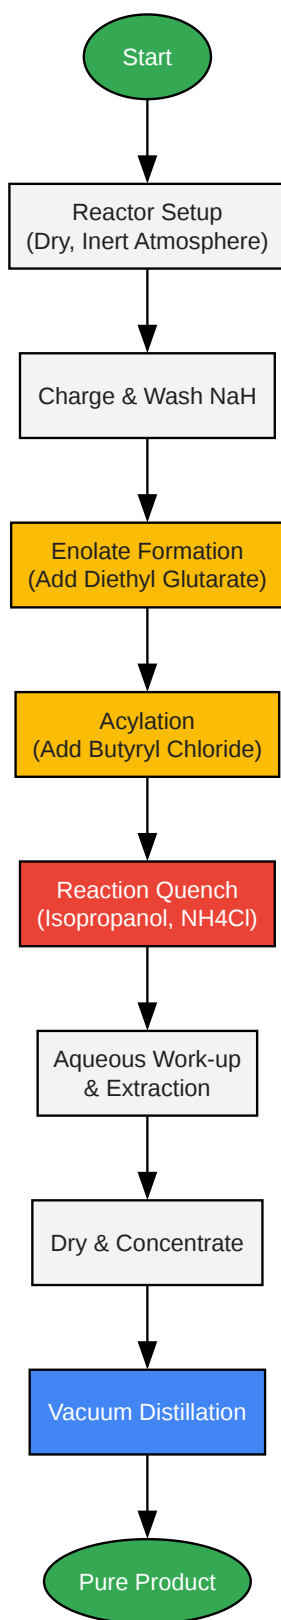 Start
Reactor Setup
(Dry, Inert Atmosphere)
Charge & Wash NaH
Enolate Formation
(Add Diethyl Glutarate)
Acylation
(Add Butyryl Chloride)
Reaction Quench
(Isopropanol, NH4Cl)
Aqueous Work-up
& Extraction
Dry & Concentrate
Vacuum Distillation
Pure Product